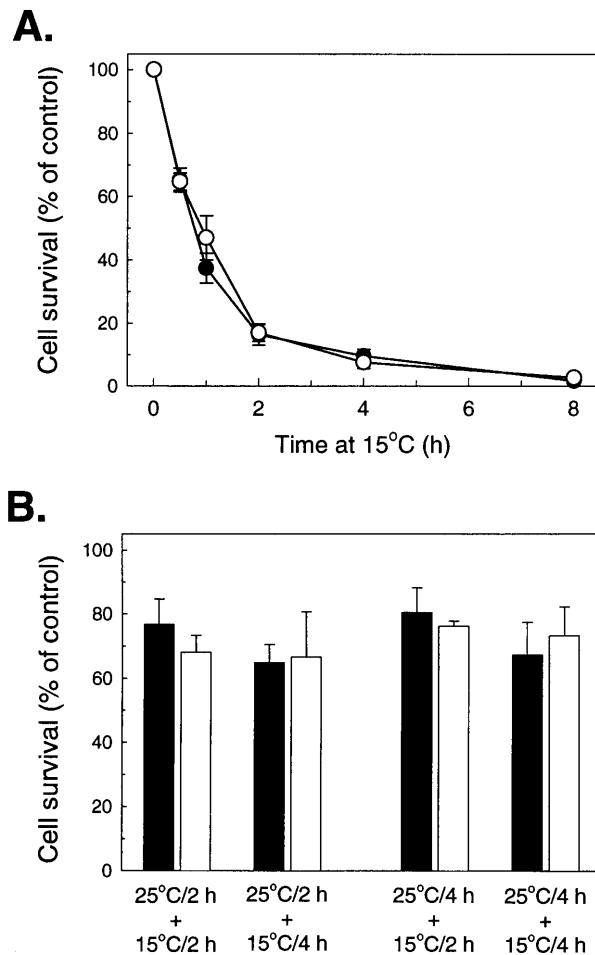 A.
Cell survival (% of control)
100
80
60
40
20
0
0 2 4 6 8
Time at 15°C (h)
B.
Cell survival (% of control)
100
80
60
40
20
0
25°C/2 h 25°C/2 h 25°C/4 h 25°C/4 h
+ + + +
15°C/2 h 15°C/4 h 15°C/2 h 15°C/4 h